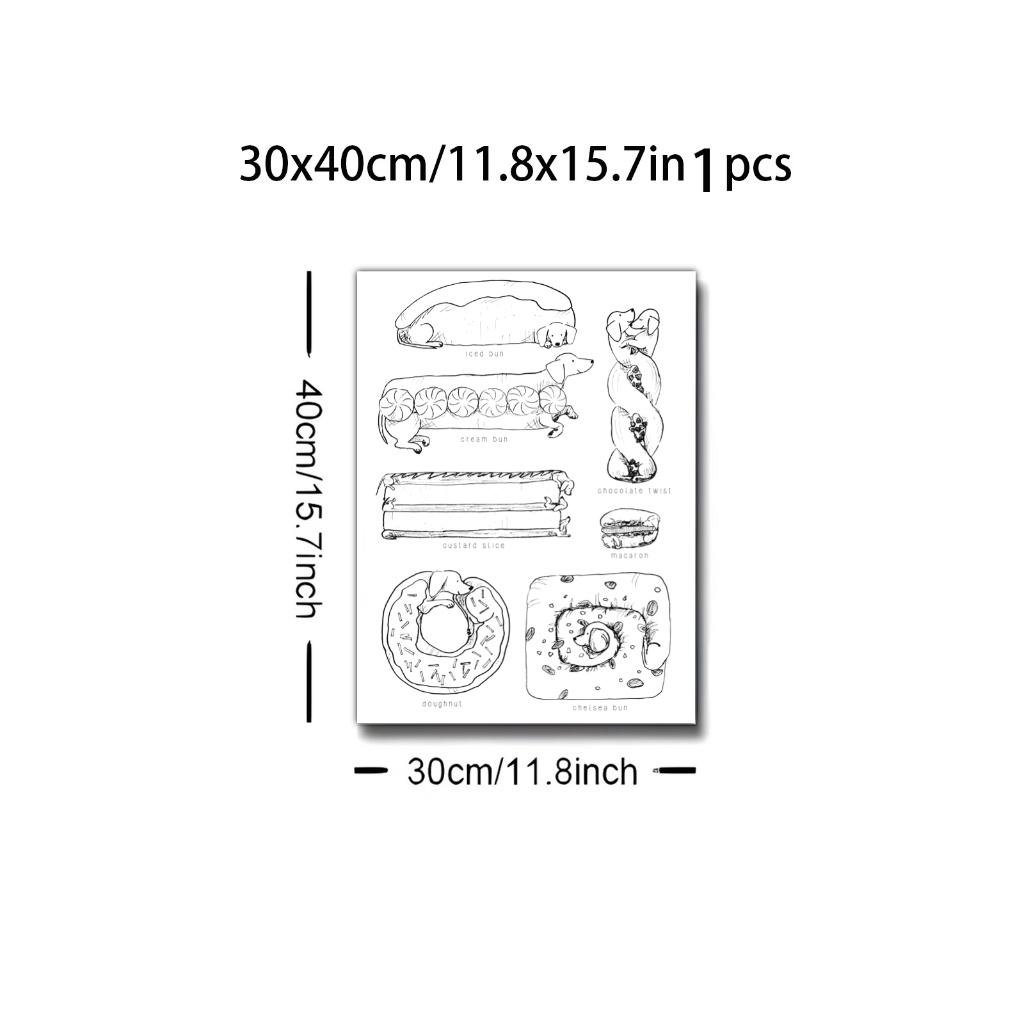 30x40cm/11.8x15.7in 1 pcs
40cm/15.7inch
iced bun
cream bun
chocolate twist
custard slice
macaron
doughnut
chelsea bun
30cm/11.8inch